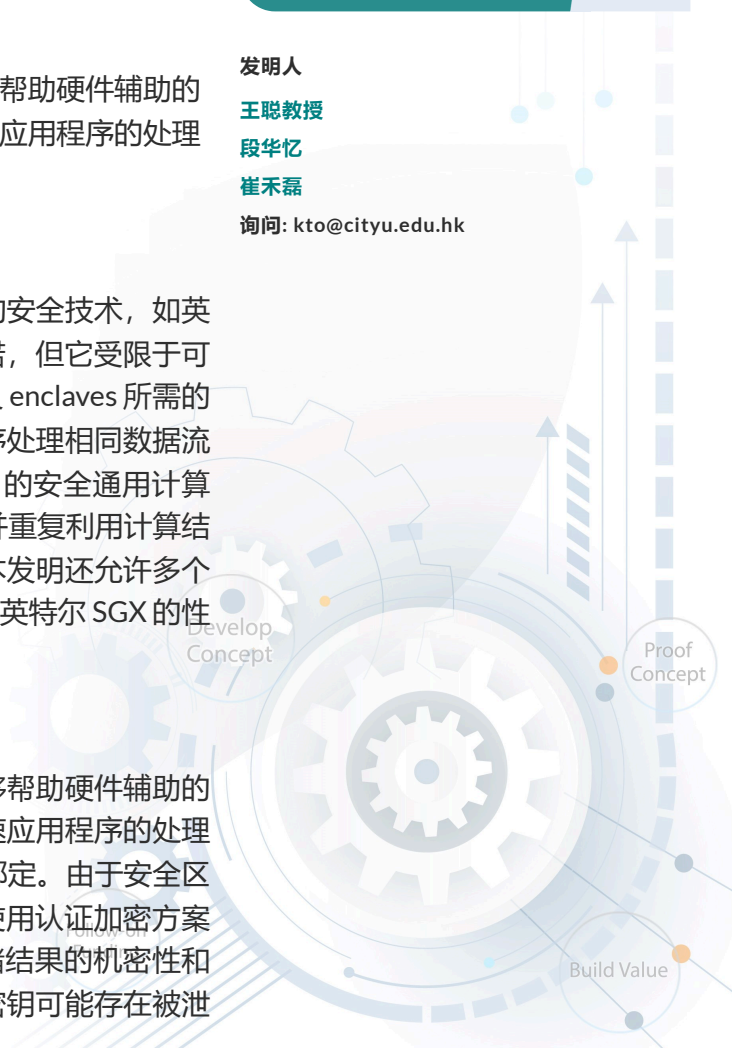 帮助硬件辅助的
应用程序的处理
发明人
王聪教授
段华忆
崔禾磊
询问: kto@cityu.edu.hk
安全技术，如英
，但它受限于可
enclaves 所需的
处理相同数据流
的安全通用计算
重复利用计算结
发明还允许多个
英特尔 SGX 的性
Develop
Concept
Proof
Concept
帮助硬件辅助的
应用程序的处理
定。由于安全区
使用认证加密方案
结果的机密性和
密钥可能存在被泄
Follow-on
Build Value